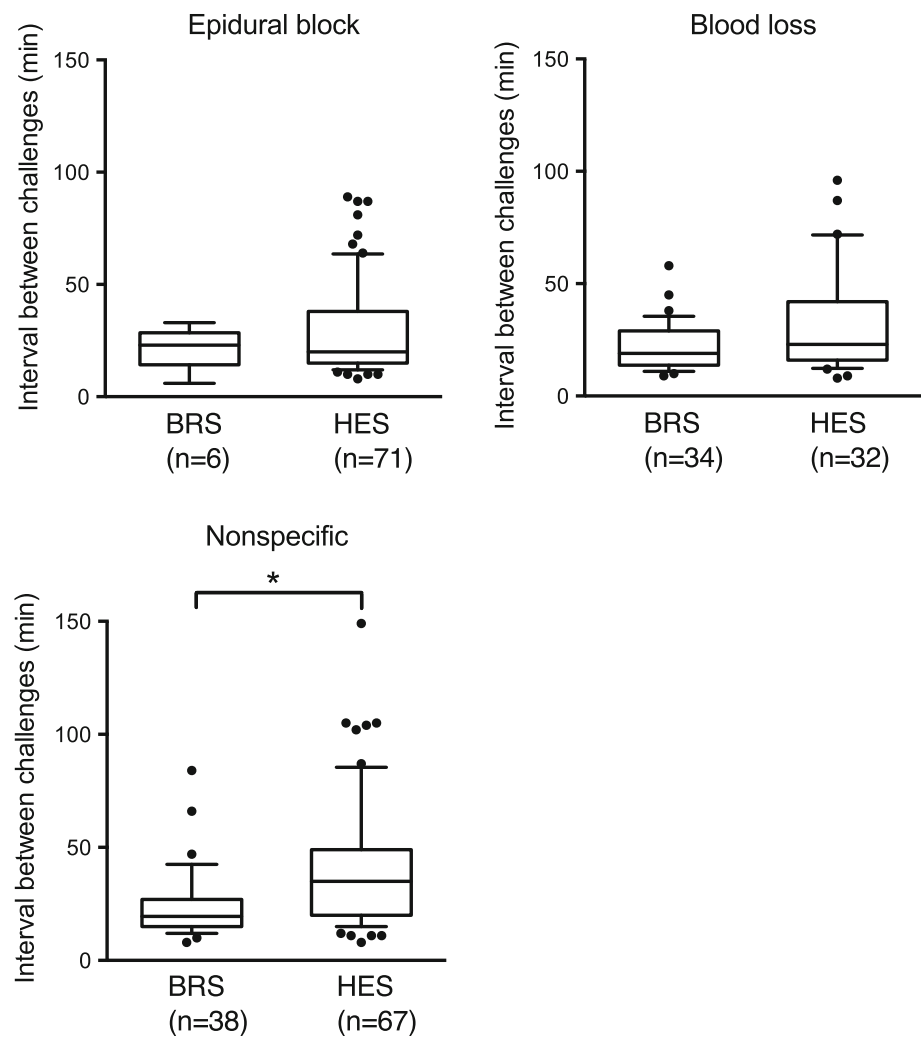 Epidural block
Interval between challenges (min)
150
100
50
0
BRS
(n=6)
HES
(n=71)
Blood loss
Interval between challenges (min)
150
100
50
0
BRS
(n=34)
HES
(n=32)
Nonspecific
*
Interval between challenges (min)
150
100
50
0
BRS
(n=38)
HES
(n=67)